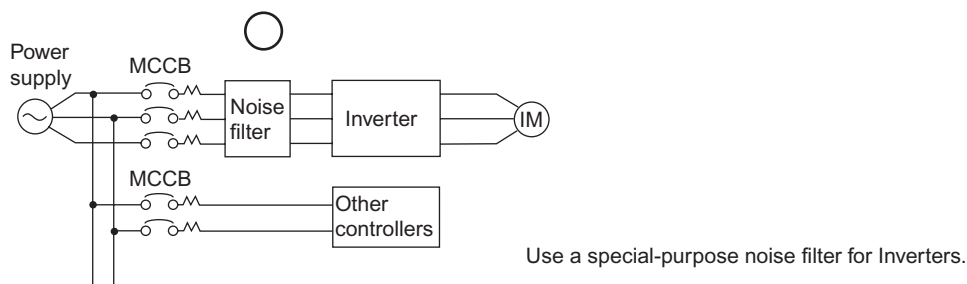 Power
supply
MCCB
Noise
filter
Inverter
IM
MCCB
Other
controllers
Use a special-purpose noise filter for Inverters.